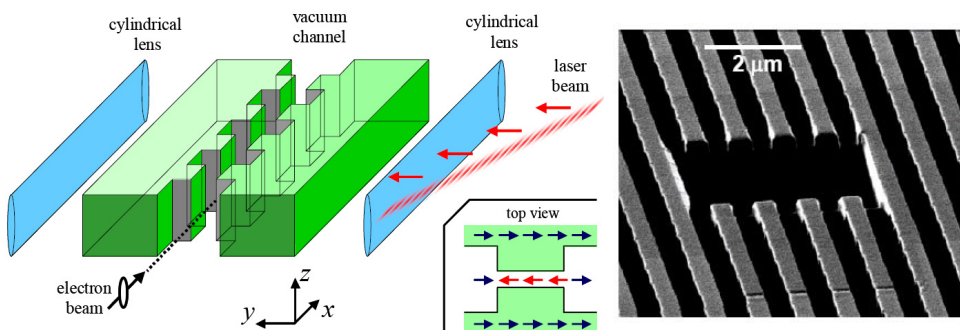 cylindrical
lens
vacuum
channel
cylindrical
lens
laser
beam
2 μm
top view
electron
beam
z
y
x